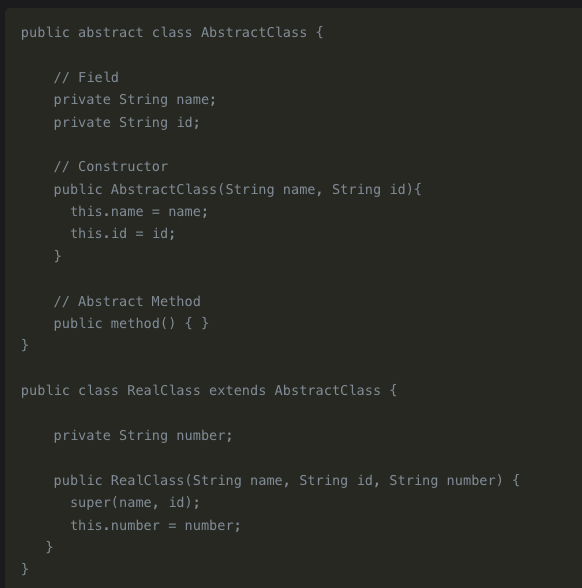 public abstract class AbstractClass {
// Field
private String name;
private String id;
// Constructor
public AbstractClass(String name, String id){
this.name = name;
this.id = id;
}
// Abstract Method
public method() { }
}
public class RealClass extends AbstractClass {
private String number;
public RealClass(String name, String id, String number) {
super(name, id);
this.number = number;
}
}